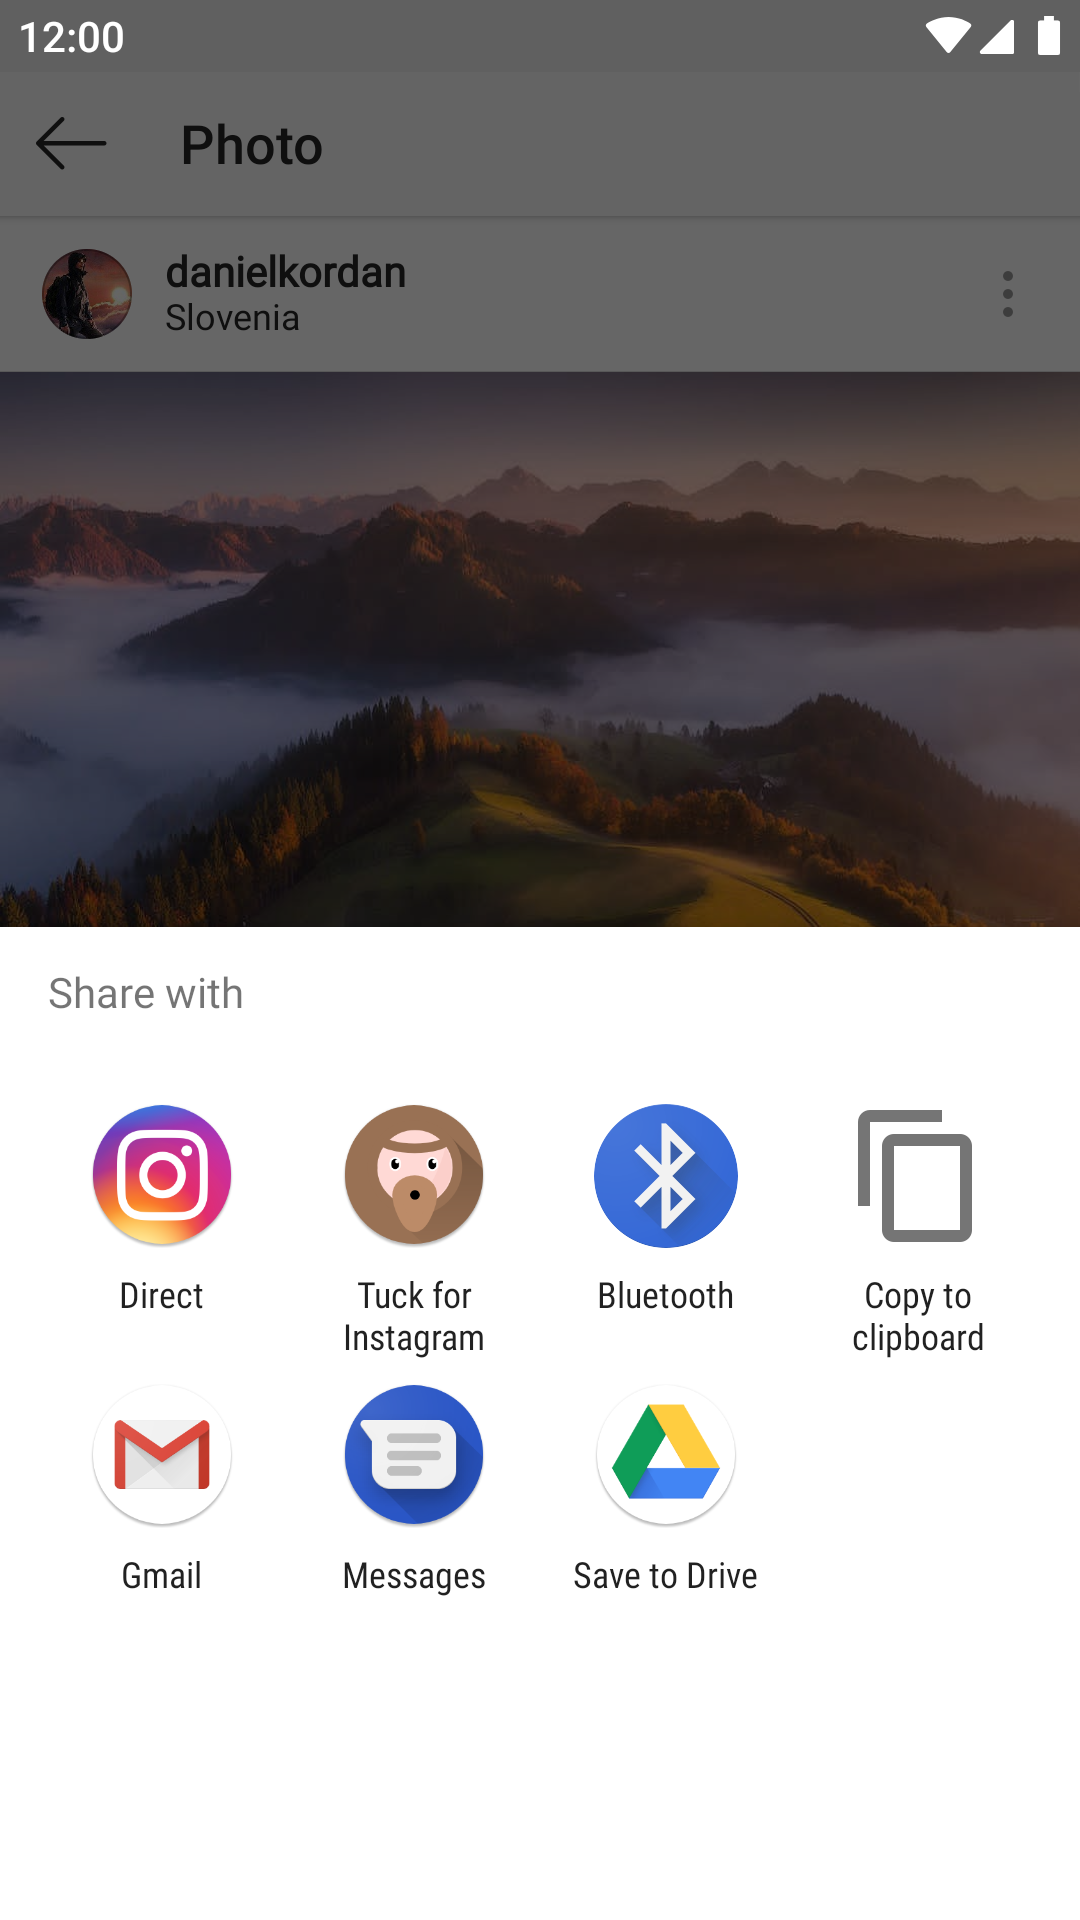 12:00
Photo
danielkordan
Slovenia
Share with
Direct
Tuck for
Instagram
Bluetooth
Copy to
clipboard
Gmail
Messages
Save to Drive